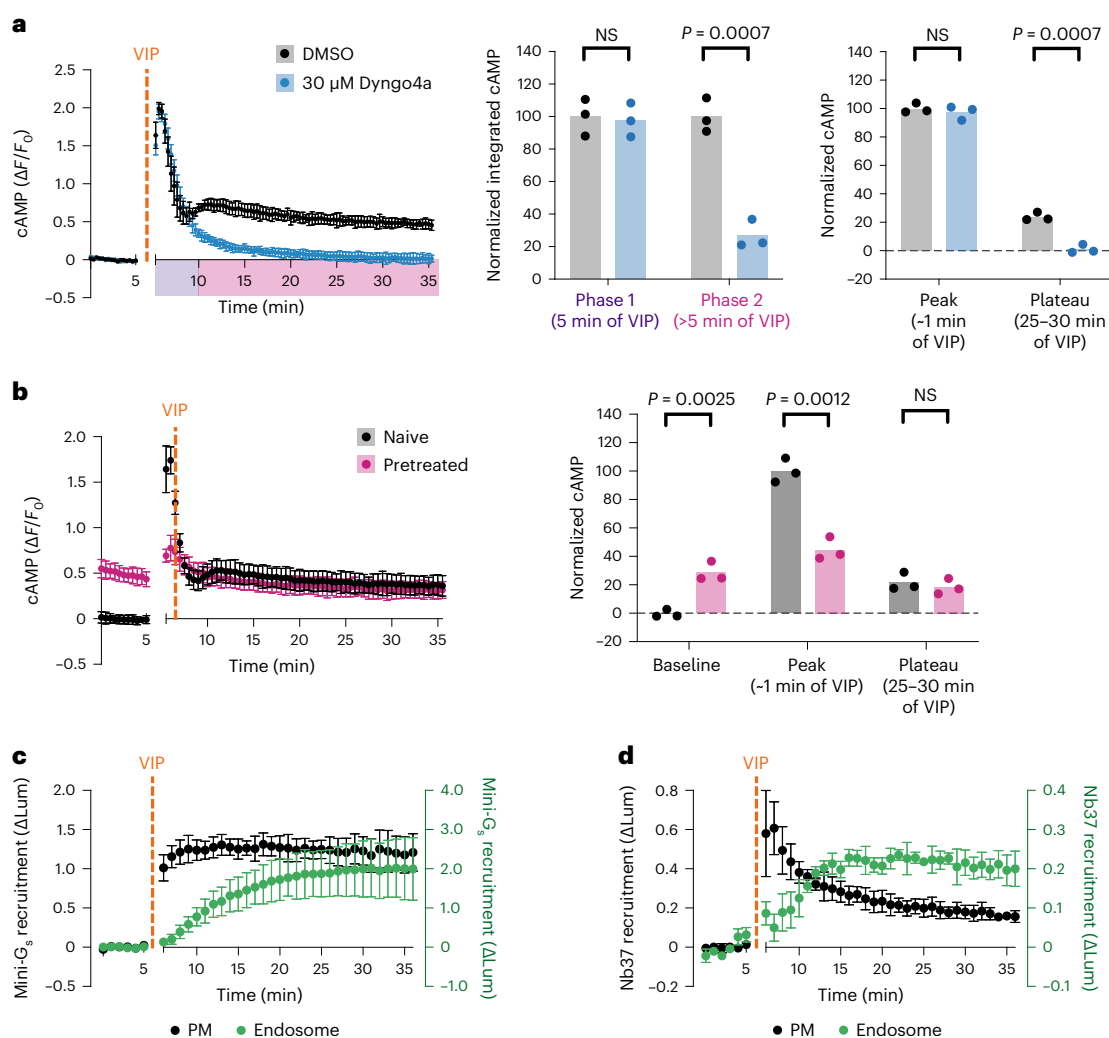 a
VIP
DMSO
30 µM Dyngo4a
cAMP (ΔF/F0)
2.5
2.0
1.5
1.0
0.5
0
−0.5
5
10
15
20
25
30
35
Time (min)
NS
P = 0.0007
Normalized integrated cAMP
140
120
100
80
60
40
20
0
Phase 1
(5 min of VIP)
Phase 2
(>5 min of VIP)
NS
P = 0.0007
Normalized cAMP
140
120
100
80
60
40
20
0
−20
Peak
(~1 min
of VIP)
Plateau
(25–30 min
of VIP)
b
VIP
Naive
Pretreated
cAMP (ΔF/F0)
2.0
1.5
1.0
0.5
0
−0.5
5
10
15
20
25
30
35
Time (min)
P = 0.0025
P = 0.0012
NS
Normalized cAMP
140
120
100
80
60
40
20
0
−20
Baseline
Peak
(~1 min of VIP)
Plateau
(25–30 min
of VIP)
c
VIP
Mini-Gs recruitment (ΔLum)
2.0
1.5
1.0
0.5
0
−0.5
5
10
15
20
25
30
35
Time (min)
4.0
3.0
2.0
1.0
0
−1.0
Mini-Gs recruitment (ΔLum)
PM
Endosome
d
VIP
Nb37 recruitment (ΔLum)
0.8
0.6
0.4
0.2
0
−0.2
5
10
15
20
25
30
35
Time (min)
0.4
0.3
0.2
0.1
0
−0.1
Nb37 recruitment (ΔLum)
PM
Endosome